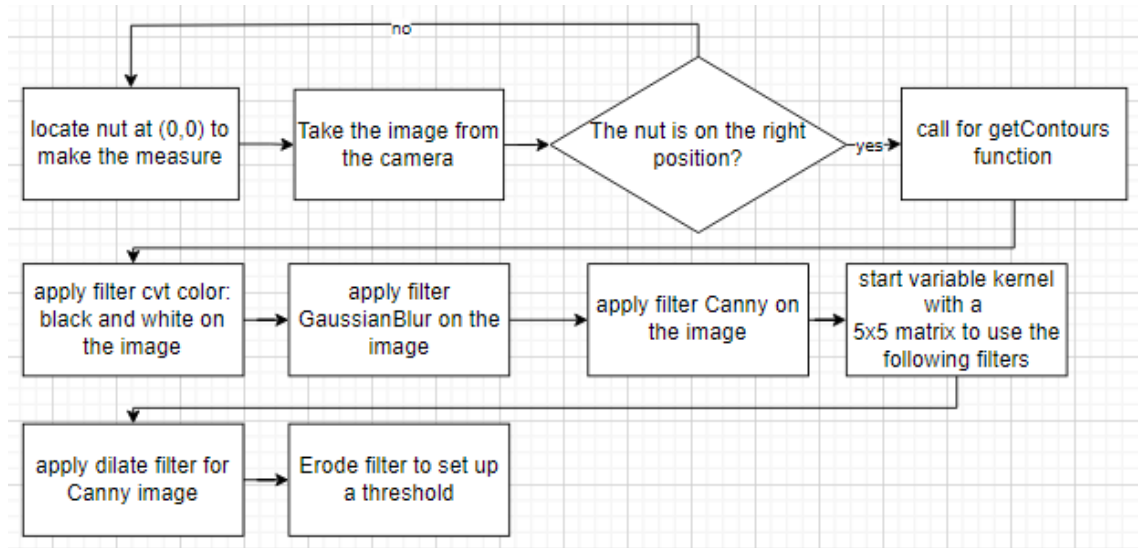 no
locate nut at (0,0) to
make the measure
Take the image from
the camera
The nut is on the right
position?
yes
call for getContours
function
apply filter cvt color:
black and white on
the image
apply filter
GaussianBlur on the
image
apply filter Canny on
the image
start variable kernel
with a
5x5 matrix to use the
following filters
apply dilate filter for
Canny image
Erode filter to set up
a threshold